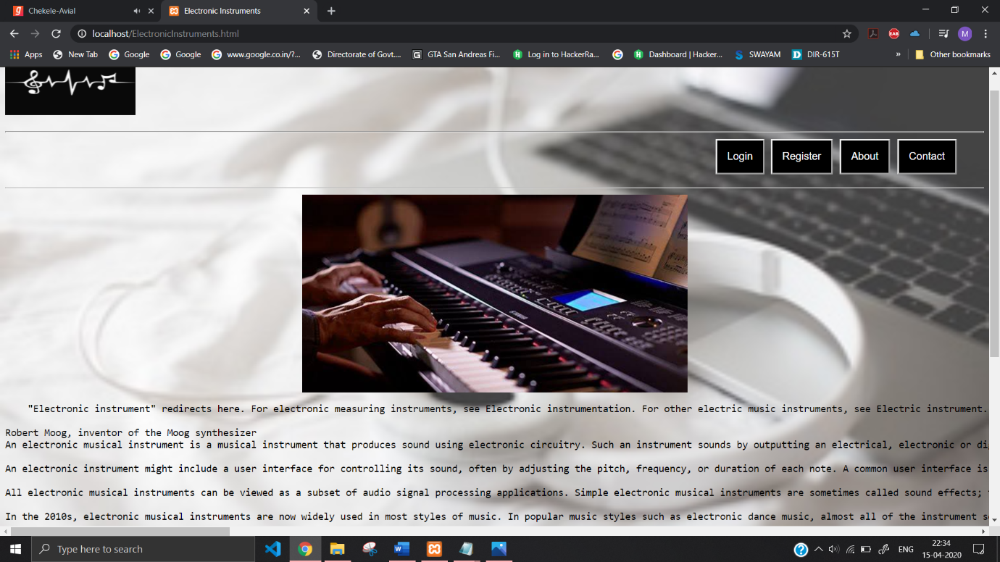 Chekele-Avial
Electronic Instruments
localhost/ElectronicInstruments.html
Apps
New Tab
Google
Google
www.google.co.in/?...
Directorate of Govt....
GTA San Andreas Fi...
Log in to HackerRa...
Dashboard | Hacker...
SWAYAM
DIR-615T
»
Other bookmarks
Login
Register
About
Contact
"Electronic instrument" redirects here. For electronic measuring instruments, see Electronic instrumentation. For other electric music instruments, see Electric instrument.
Robert Moog, inventor of the Moog synthesizer
An electronic musical instrument is a musical instrument that produces sound using electronic circuitry. Such an instrument sounds by outputting an electrical, electronic or di
An electronic instrument might include a user interface for controlling its sound, often by adjusting the pitch, frequency, or duration of each note. A common user interface is
All electronic musical instruments can be viewed as a subset of audio signal processing applications. Simple electronic musical instruments are sometimes called sound effects;
In the 2010s, electronic musical instruments are now widely used in most styles of music. In popular music styles such as electronic dance music, almost all of the instrument s
Type here to search
ENG
22:34
15-04-2020